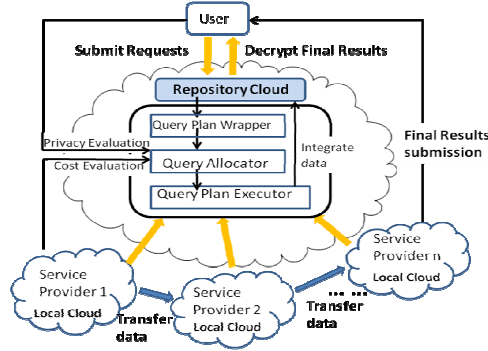 User
Submit Requests
Decrypt Final Results
Repository Cloud
Query Plan Wrapper
Privacy Evaluation
Cost Evaluation
Query Allocator
Integrate
data
Query Plan Executor
Final Results
submission
Service
Provider 1
Local Cloud
Transfer
data
Service
Provider 2
Local Cloud
... ...
Transfer
data
Service
Provider n
Local Cloud